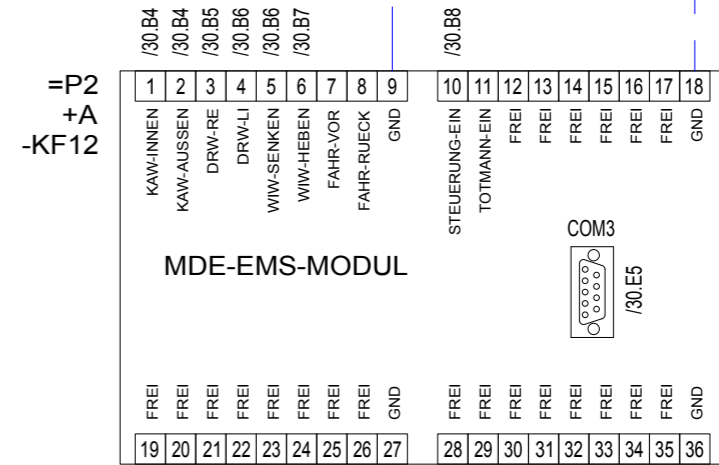 /30.B4 /30.B4 /30.B5 /30.B6 /30.B6 /30.B7 /30.B8
=P2 1 2 3 4 5 6 7 8 9 10 11 12 13 14 15 16 17 18
+A
-KF12
KAW-INNEN KAW-AUSSEN DRW-RE DRW-LI WIW-SENKEN WIW-HEBEN FAHR-VOR FAHR-RUECK GND STEUERUNG-EIN TOTMANN-EIN FREI FREI FREI FREI FREI FREI GND
COM3
MDE-EMS-MODUL
/30.E5
FREI FREI FREI FREI FREI FREI FREI FREI GND FREI FREI FREI FREI FREI FREI FREI FREI GND
19 20 21 22 23 24 25 26 27 28 29 30 31 32 33 34 35 36